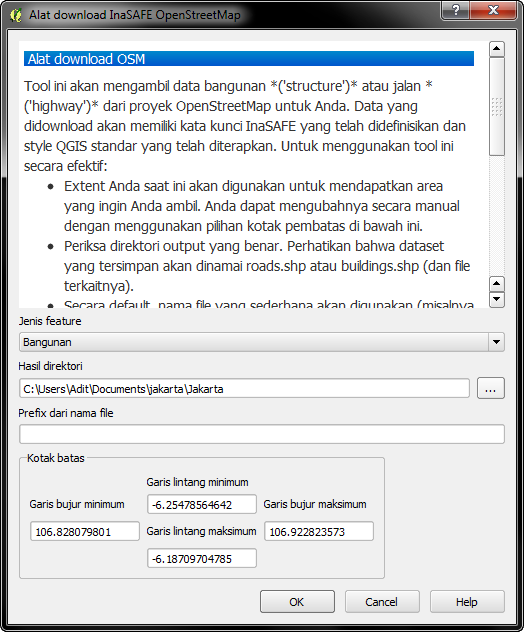 Alat download InaSAFE OpenStreetMap
Alat download OSM
Tool ini akan mengambil data bangunan *('structure')* atau jalan *
('highway')* dari proyek OpenStreetMap untuk Anda. Data yang
didownload akan memiliki kata kunci InaSAFE yang telah didefinisikan dan
style QGIS standar yang telah diterapkan. Untuk menggunakan tool ini
secara efektif:
• Extent Anda saat ini akan digunakan untuk mendapatkan area
yang ingin Anda ambil. Anda dapat mengubahnya secara manual
dengan menggunakan pilihan kotak pembatas di bawah ini.
• Periksa direktori output yang benar. Perhatikan bahwa dataset
yang tersimpan akan dinamai roads.shp atau buildings.shp (dan file
terkaitnya).
• Secara default, nama file yang sederhana akan digunakan (misalnya
Jenis feature
Bangunan
Hasil direktori
C:\Users\Adit\Documents\jakarta\Jakarta
...
Prefix dari nama file
Kotak batas
Garis lintang minimum
Garis bujur minimum
-6.25478564642
Garis bujur maksimum
106.828079801
Garis lintang maksimum
106.922823573
-6.18709704785
OK
Cancel
Help